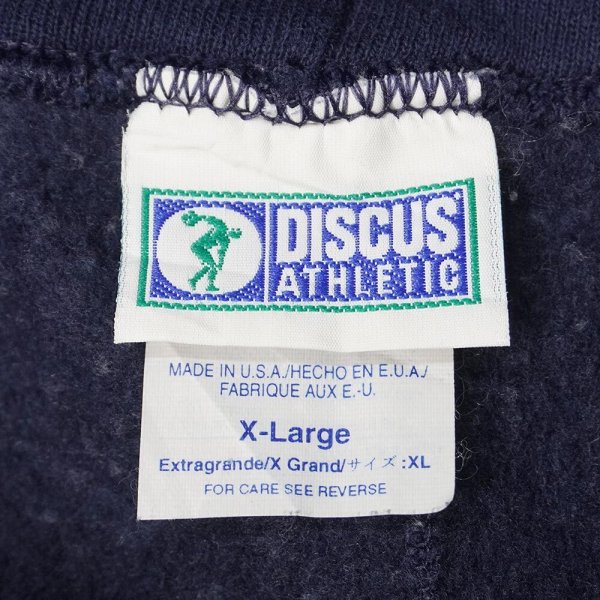 DISCUS
ATHLETIC
MADE IN U.S.A./HECHO EN E.U.A./
FABRIQUE AUX E.-U.
X-Large
Extragrande/X Grand/サイズ:XL
FOR CARE SEE REVERSE